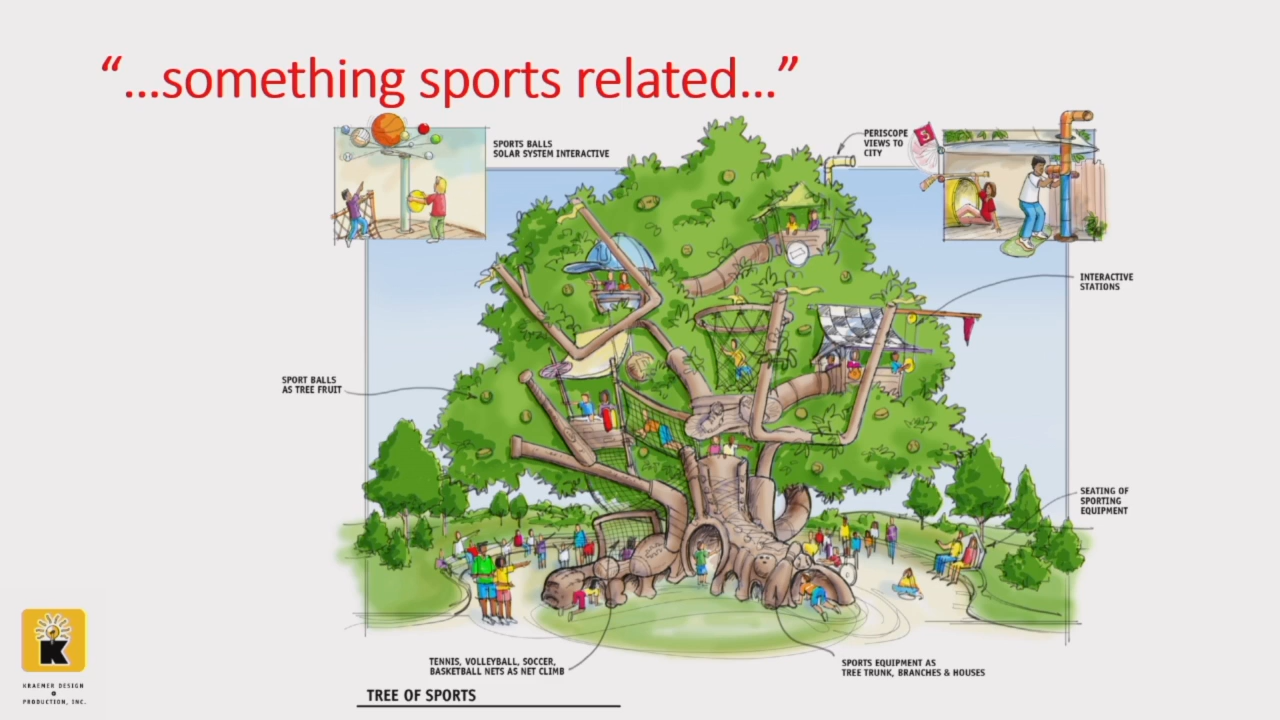 “...something sports related...”
SPORTS BALLS
SOLAR SYSTEM INTERACTIVE
PERISCOPE
VIEWS TO
CITY
INTERACTIVE
STATIONS
SPORT BALLS
AS TREE FRUIT
SEATING OF
SPORTING
EQUIPMENT
TENNIS, VOLLEYBALL, SOCCER,
BASKETBALL NETS AS NET CLIMB
SPORTS EQUIPMENT AS
TREE TRUNK, BRANCHES & HOUSES
TREE OF SPORTS
K
KRAEMER DESIGN
PRODUCTION, INC.